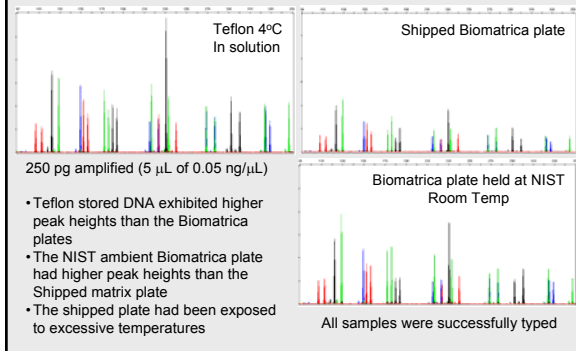 Teflon 4ºC
In solution
Shipped Biomatrica plate
250 pg amplified (5 μL of 0.05 ng/μL)
• Teflon stored DNA exhibited higher
peak heights than the Biomatrica
plates
• The NIST ambient Biomatrica plate
had higher peak heights than the
Shipped matrix plate
• The shipped plate had been exposed
to excessive temperatures
Biomatrica plate held at NIST
Room Temp
All samples were successfully typed